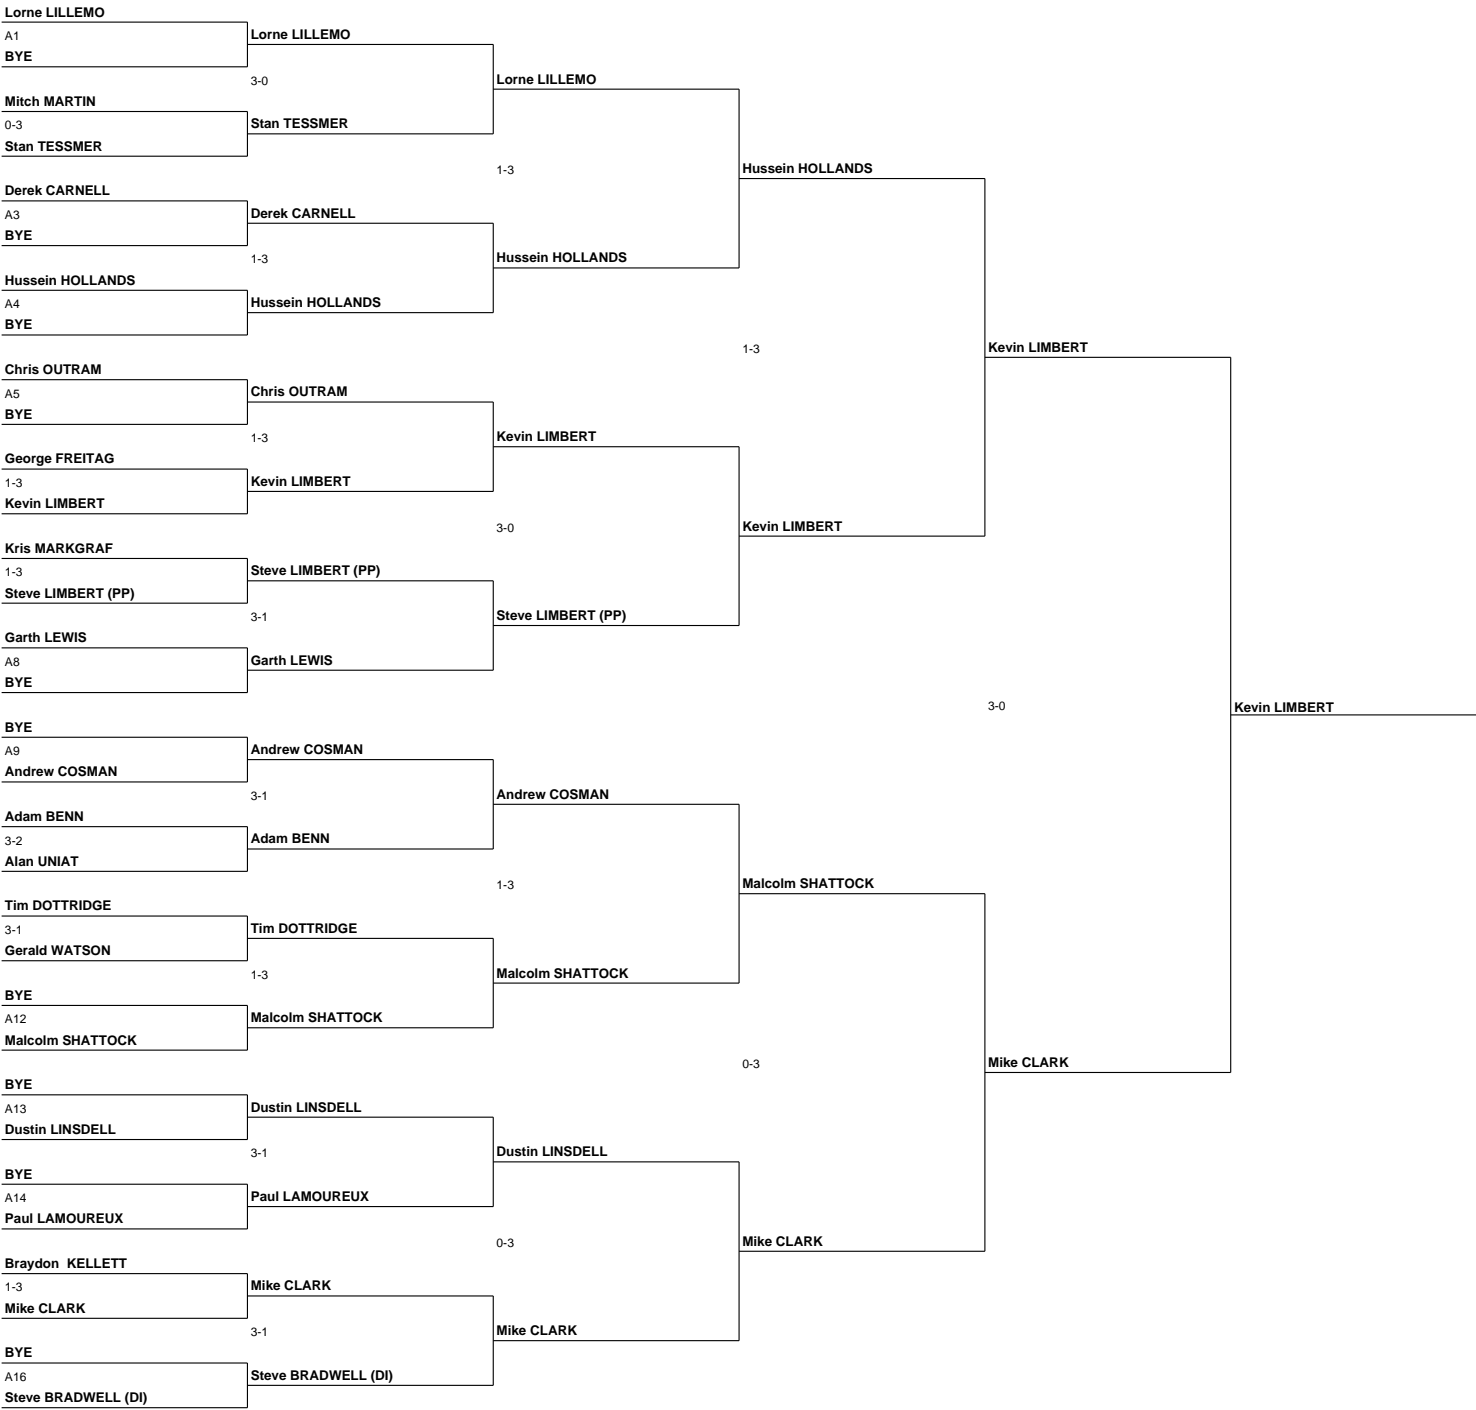 Lorne LILLEMO
A1
BYE
Mitch MARTIN
0-3
Stan TESSMER
Derek CARNELL
A3
BYE
Hussein HOLLANDS
A4
BYE
Chris OUTRAM
A5
BYE
George FREITAG
1-3
Kevin LIMBERT
Kris MARKGRAF
1-3
Steve LIMBERT (PP)
Garth LEWIS
A8
BYE
BYE
A9
Andrew COSMAN
Adam BENN
3-2
Alan UNIAT
Tim DOTTRIDGE
3-1
Gerald WATSON
BYE
A12
Malcolm SHATTOCK
BYE
A13
Dustin LINSDELL
BYE
A14
Paul LAMOUREUX
Braydon  KELLETT
1-3
Mike CLARK
BYE
A16
Steve BRADWELL (DI)
Lorne LILLEMO
3-0
Stan TESSMER
Derek CARNELL
1-3
Hussein HOLLANDS
Chris OUTRAM
1-3
Kevin LIMBERT
Steve LIMBERT (PP)
3-1
Garth LEWIS
Andrew COSMAN
3-1
Adam BENN
Tim DOTTRIDGE
1-3
Malcolm SHATTOCK
Dustin LINSDELL
3-1
Paul LAMOUREUX
Mike CLARK
3-1
Steve BRADWELL (DI)
Lorne LILLEMO
1-3
Hussein HOLLANDS
Kevin LIMBERT
3-0
Steve LIMBERT (PP)
Andrew COSMAN
1-3
Malcolm SHATTOCK
Dustin LINSDELL
0-3
Mike CLARK
Hussein HOLLANDS
1-3
Kevin LIMBERT
Malcolm SHATTOCK
0-3
Mike CLARK
Kevin LIMBERT
3-0
Mike CLARK
Kevin LIMBERT